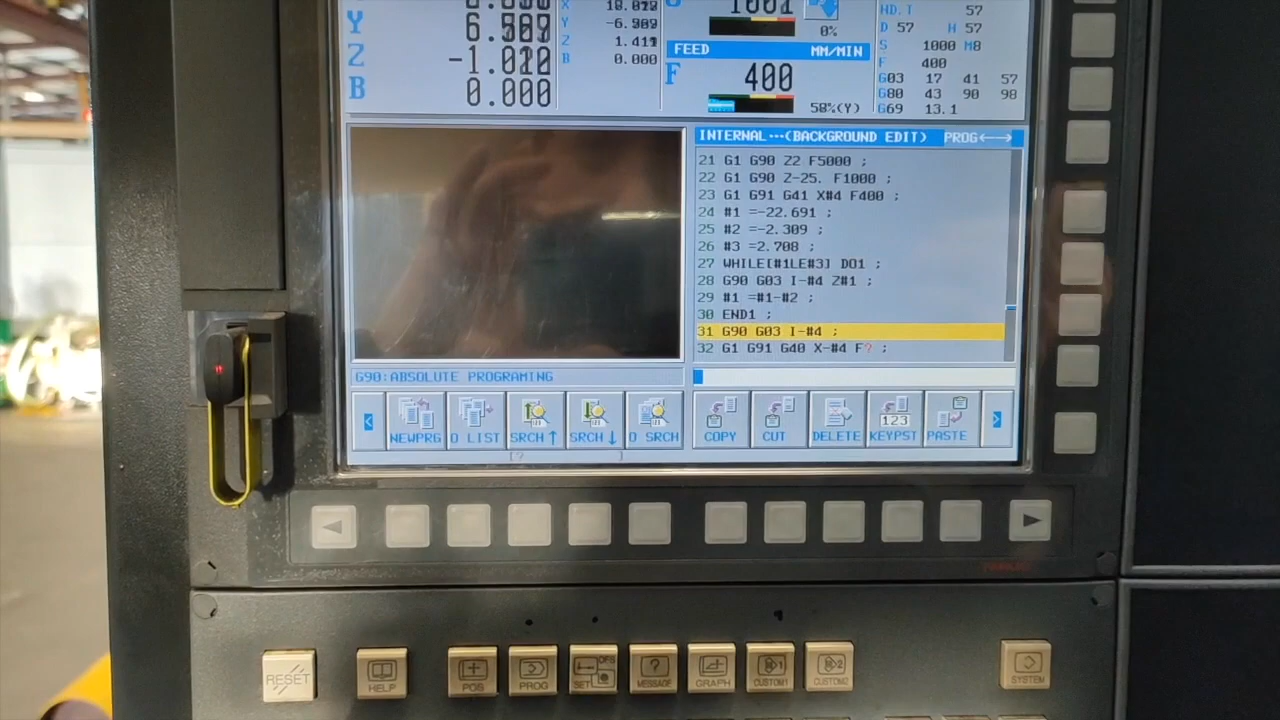 Y
Z -1.0
B 0.000
X
Y -6.909
Z 1.411
B 0.000
1001
0%
FEED MM/MIN
F 400
50%(Y)
HD.T 57
D 57 H 57
S 1000 M8
F 400
G03 17 41 57
G80 43 90 98
G69 13.1
INTERNAL···(BACKGROUND EDIT) PROG←→
21 G1 G90 Z2 F5000 ;
22 G1 G90 Z-25. F1000 ;
23 G1 G91 G41 X#4 F400 ;
24 #1 =-22.691 ;
25 #2 =-2.309 ;
26 #3 =2.708 ;
27 WHILE[#1LE#3] DO1 ;
28 G90 G03 I-#4 Z#1 ;
29 #1 =#1-#2 ;
30 END1 ;
31 G90 G03 I-#4 ;
32 G1 G91 G40 X-#4 F? ;
G90:ABSOLUTE PROGRAMING
< NEWPRG O LIST SRCH↑ SRCH↓ O SRCH COPY CUT DELETE KEYPST PASTE >
123
[? ]
FANUC
RESET HELP POS PROG OFS SET MESSAGE GRAPH CUSTOM1 CUSTOM2 SYSTEM